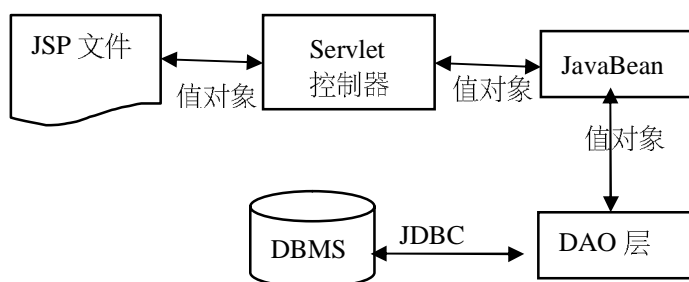 JSP 文件
值对象
Servlet
控制器
值对象
JavaBean
值对象
DBMS
JDBC
DAO 层